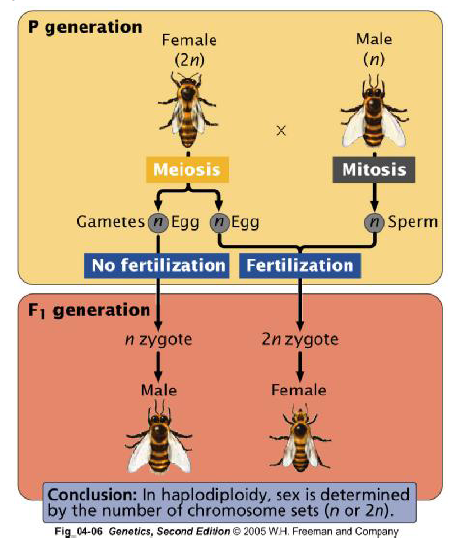 P generation
Female
(2n)
Male
(n)
x
Meiosis
Mitosis
Gametes n Egg n Egg n Sperm
No fertilization
Fertilization
F1 generation
n zygote
2n zygote
Male
Female
Conclusion: In haplodiploidy, sex is determined
by the number of chromosome sets (n or 2n).
Fig_04-06 Genetics, Second Edition © 2005 W.H. Freeman and Company